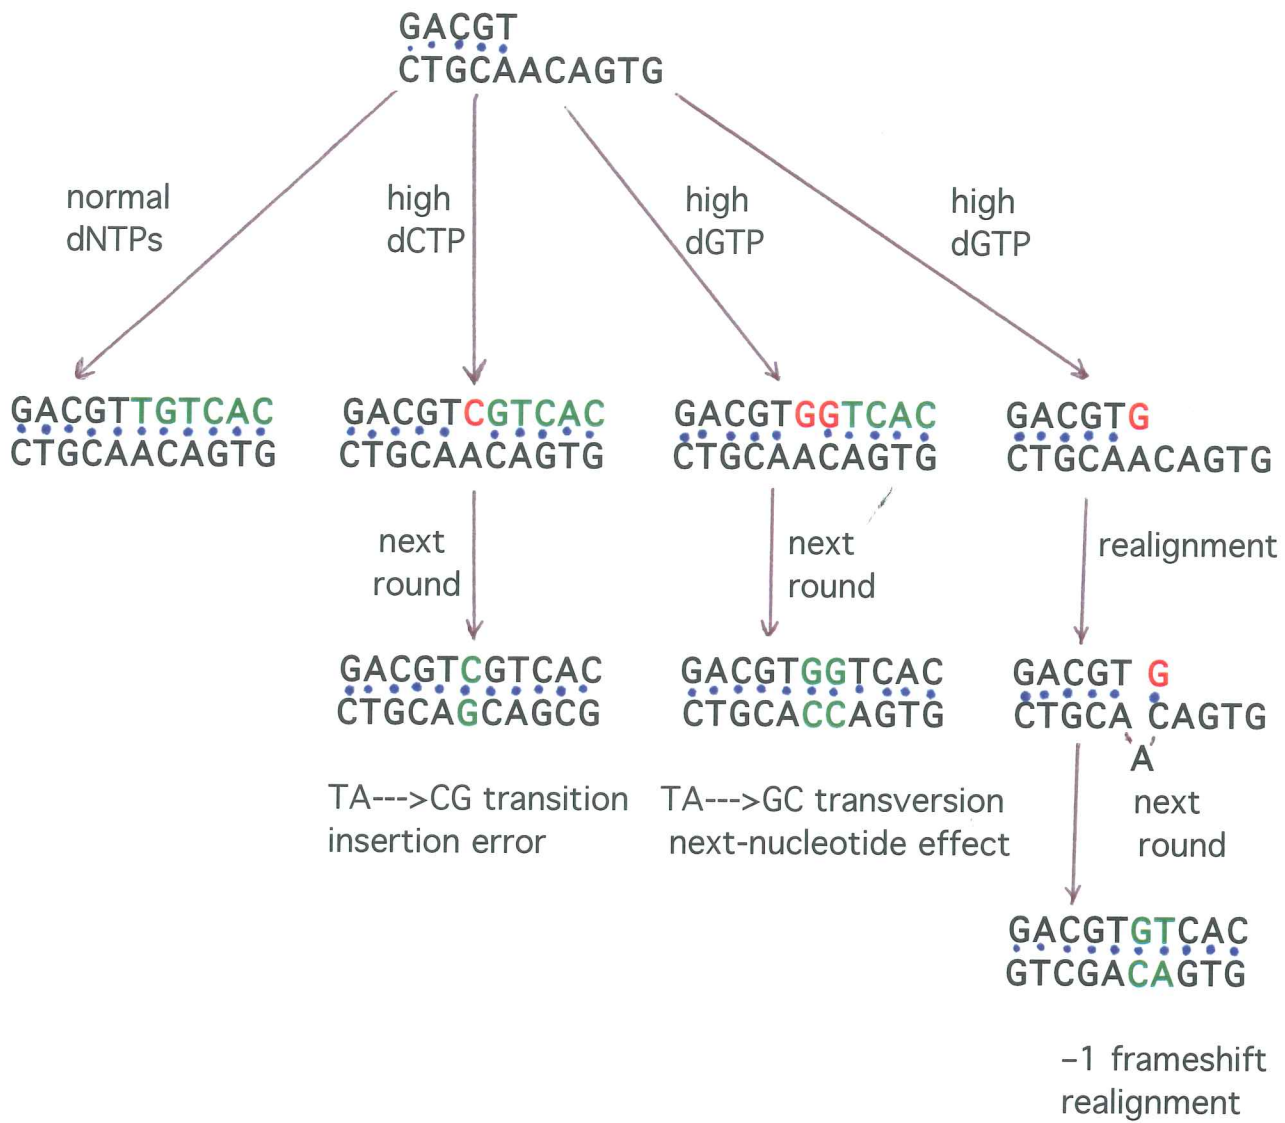 GACGT
CTGCAACAGTG
normal
dNTPs
high
dCTP
high
dGTP
high
dGTP
GACGTTGTCAC
CTGCAACAGTG
GACGTCGTCAC
CTGCAACAGTG
GACGTGGTCAC
CTGCAACAGTG
GACGTG
CTGCAACAGTG
next
round
next
round
realignment
GACGTCGTCAC
CTGCAGCAGCG
GACGTGGTCAC
CTGCACCAGTG
GACGT G
CTGCA CAGTG
A
TA--->CG transition
insertion error
TA--->GC transversion
next-nucleotide effect
next
round
GACGTGTCAC
GTCGACAGTG
–1 frameshift
realignment